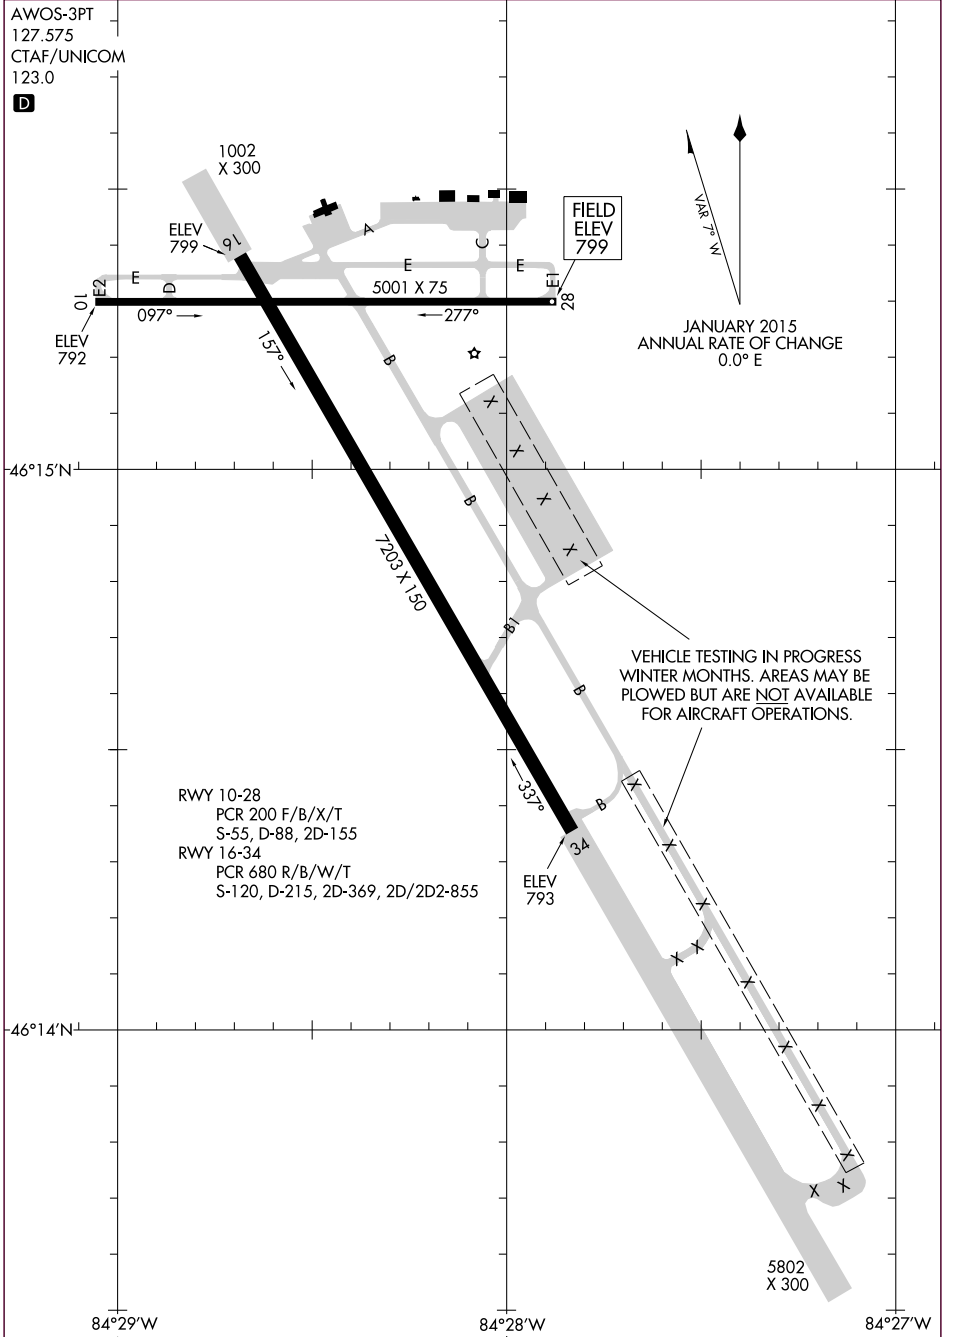 AWOS-3PT
127.575
CTAF/UNICOM
123.0
D
1002
X 300
ELEV
799
16
A
C
FIELD
ELEV
799
VAR 7° W
E
E
E
E2
D
E1
10
5001 X 75
28
097°
277°
ELEV
792
157°
JANUARY 2015
ANNUAL RATE OF CHANGE
0.0° E
B
X
X
46°15'N
B
X
X
7203 X 150
B1
VEHICLE TESTING IN PROGRESS
WINTER MONTHS. AREAS MAY BE
PLOWED BUT ARE NOT AVAILABLE
FOR AIRCRAFT OPERATIONS.
B
337°
X
B
RWY 10-28
PCR 200 F/B/X/T
S-55, D-88, 2D-155
RWY 16-34
PCR 680 R/B/W/T
S-120, D-215, 2D-369, 2D/2D2-855
34
X
ELEV
793
X
X
X
X
46°14'N
X
X
X
X
X
5802
X 300
84°29'W
84°28'W
84°27'W